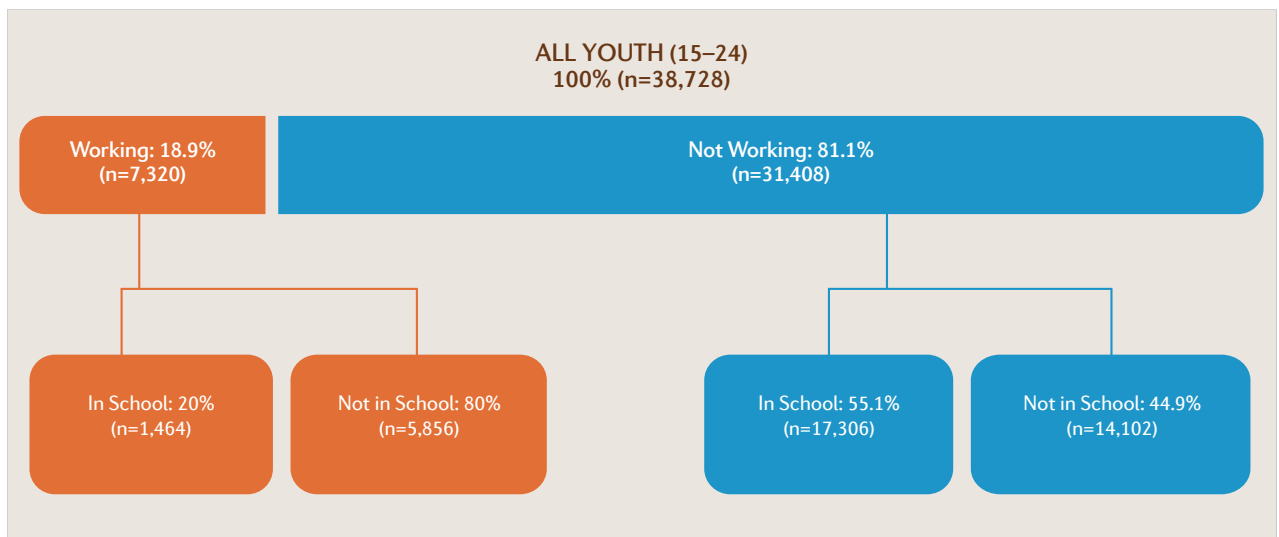 ALL YOUTH (15–24)
100% (n=38,728)
Working: 18.9%
(n=7,320)
Not Working: 81.1%
(n=31,408)
In School: 20%
(n=1,464)
Not in School: 80%
(n=5,856)
In School: 55.1%
(n=17,306)
Not in School: 44.9%
(n=14,102)